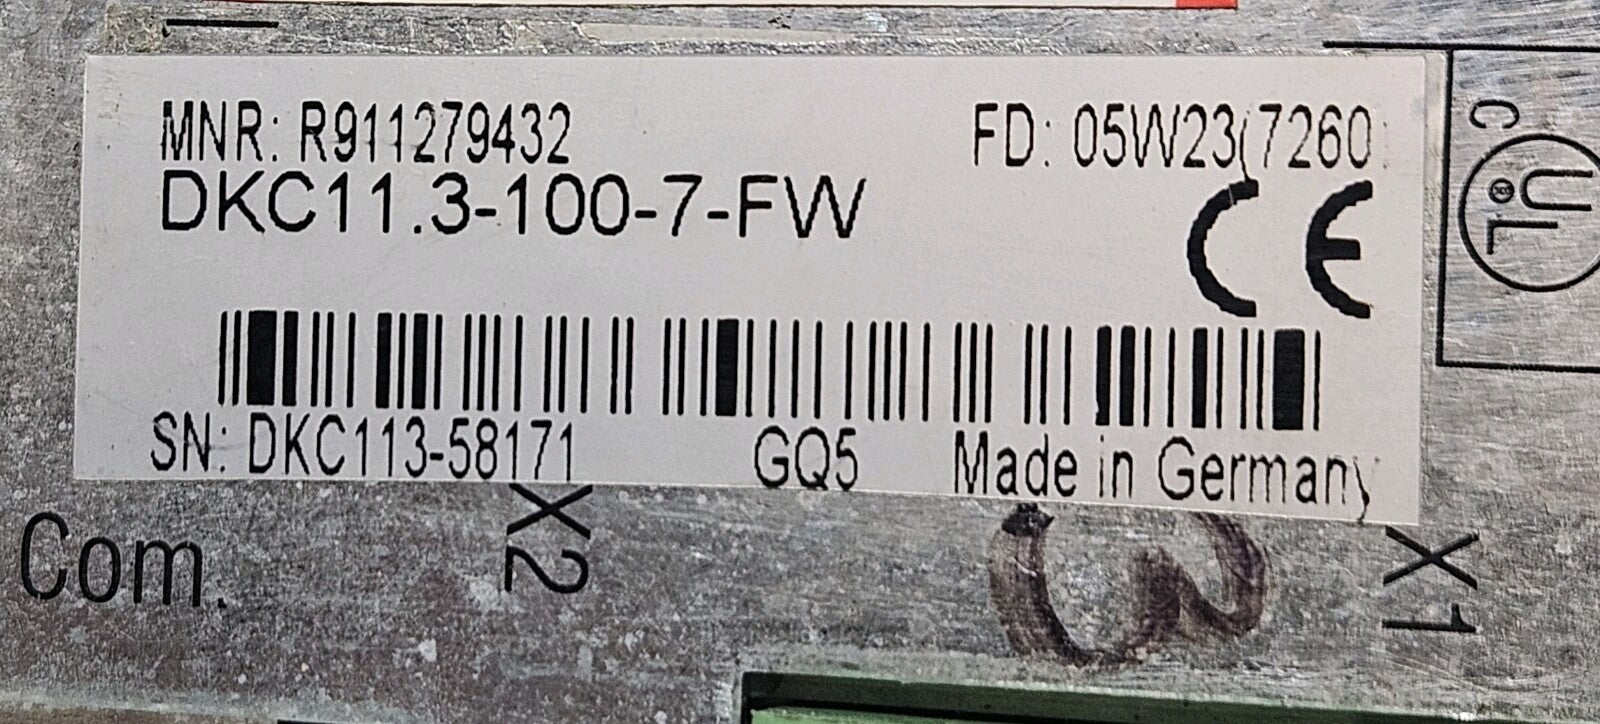 MNR: R911279432 FD: 05W23(7260
DKC11.3-100-7-FW
CE
C UL
SN: DKC113-58171 GQ5 Made in Germany
Com.
X2
X1